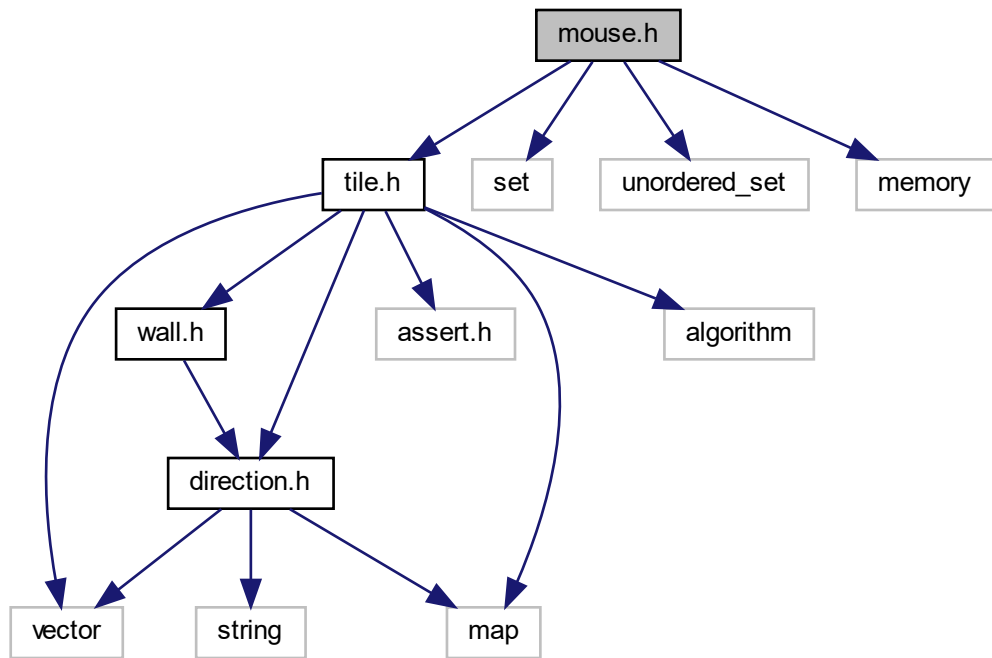 mouse.h
tile.h
set
unordered_set
memory
wall.h
assert.h
algorithm
direction.h
vector
string
map